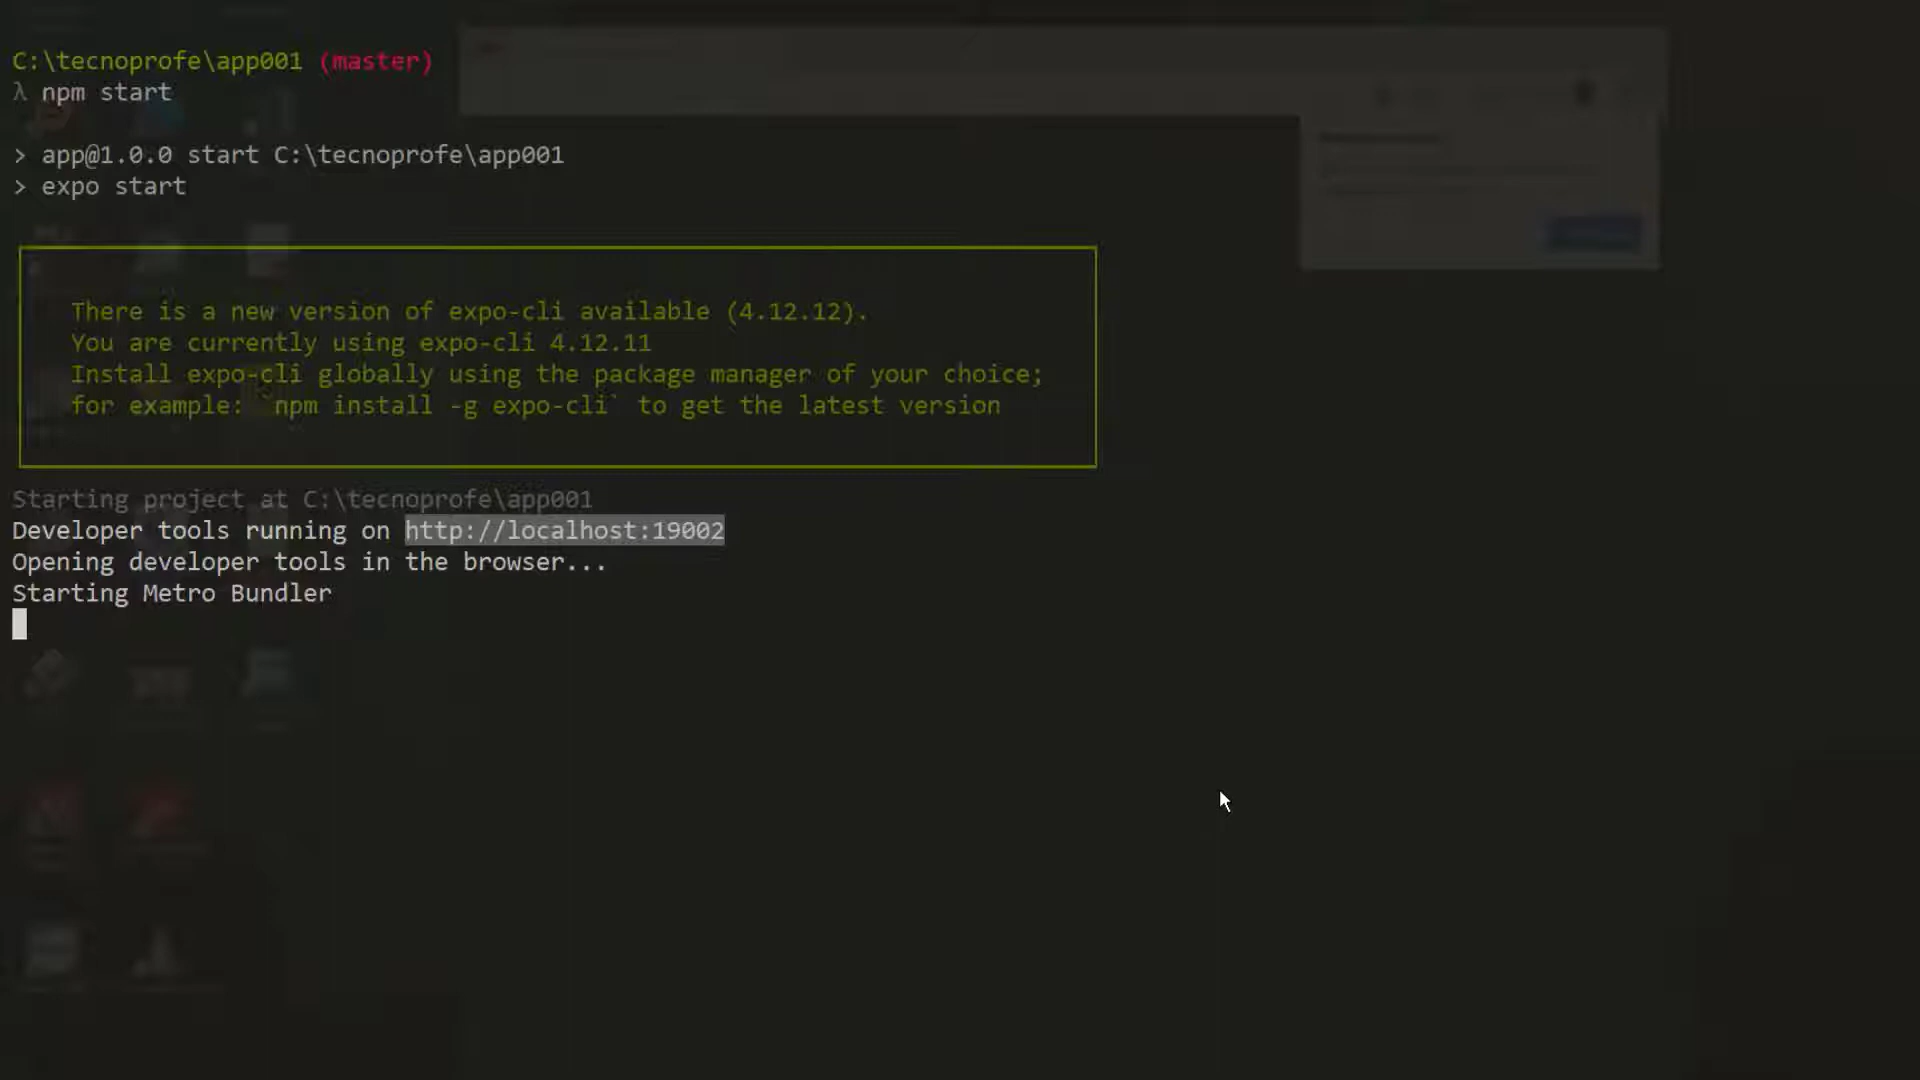 C:\tecnoprofe\app001 (master)
λ npm start
> app@1.0.0 start C:\tecnoprofe\app001
> expo start
There is a new version of expo-cli available (4.12.12).
You are currently using expo-cli 4.12.11
Install expo-cli globally using the package manager of your choice;
for example: `npm install -g expo-cli` to get the latest version
Starting project at C:\tecnoprofe\app001
Developer tools running on http://localhost:19002
Opening developer tools in the browser...
Starting Metro Bundler